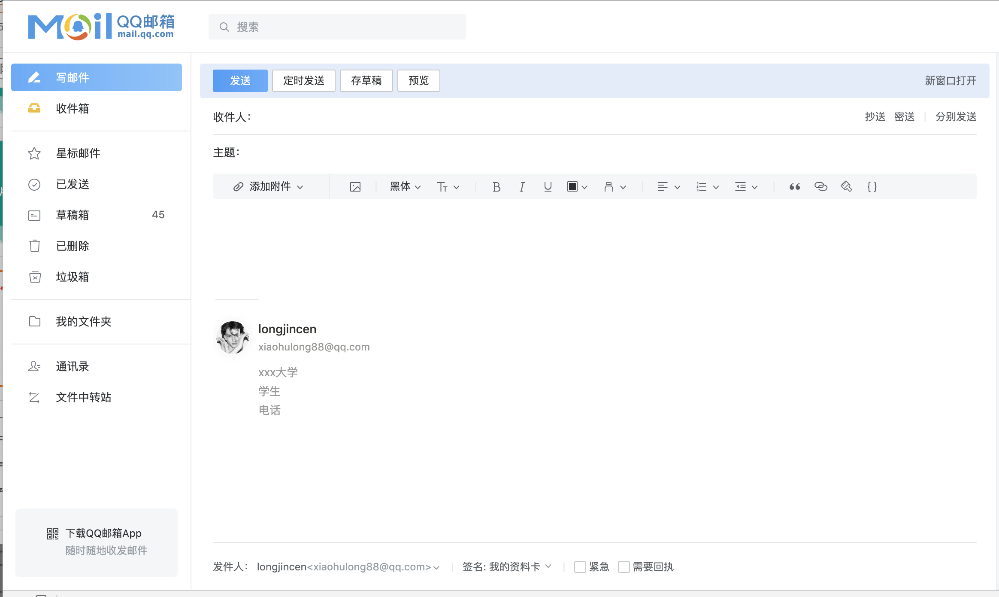 Mail QQ邮箱
mail.qq.com
搜索
写邮件
收件箱
星标邮件
已发送
草稿箱 45
已删除
垃圾箱
我的文件夹
通讯录
文件中转站
下载QQ邮箱App
随时随地收发邮件
发送 定时发送 存草稿 预览 新窗口打开
收件人： 抄送 密送 分别发送
主题：
添加附件 黑体
longjincen
xiaohulong88@qq.com
xxx大学
学生
电话
发件人： longjincen<xiaohulong88@qq.com> 签名: 我的资料卡 紧急 需要回执